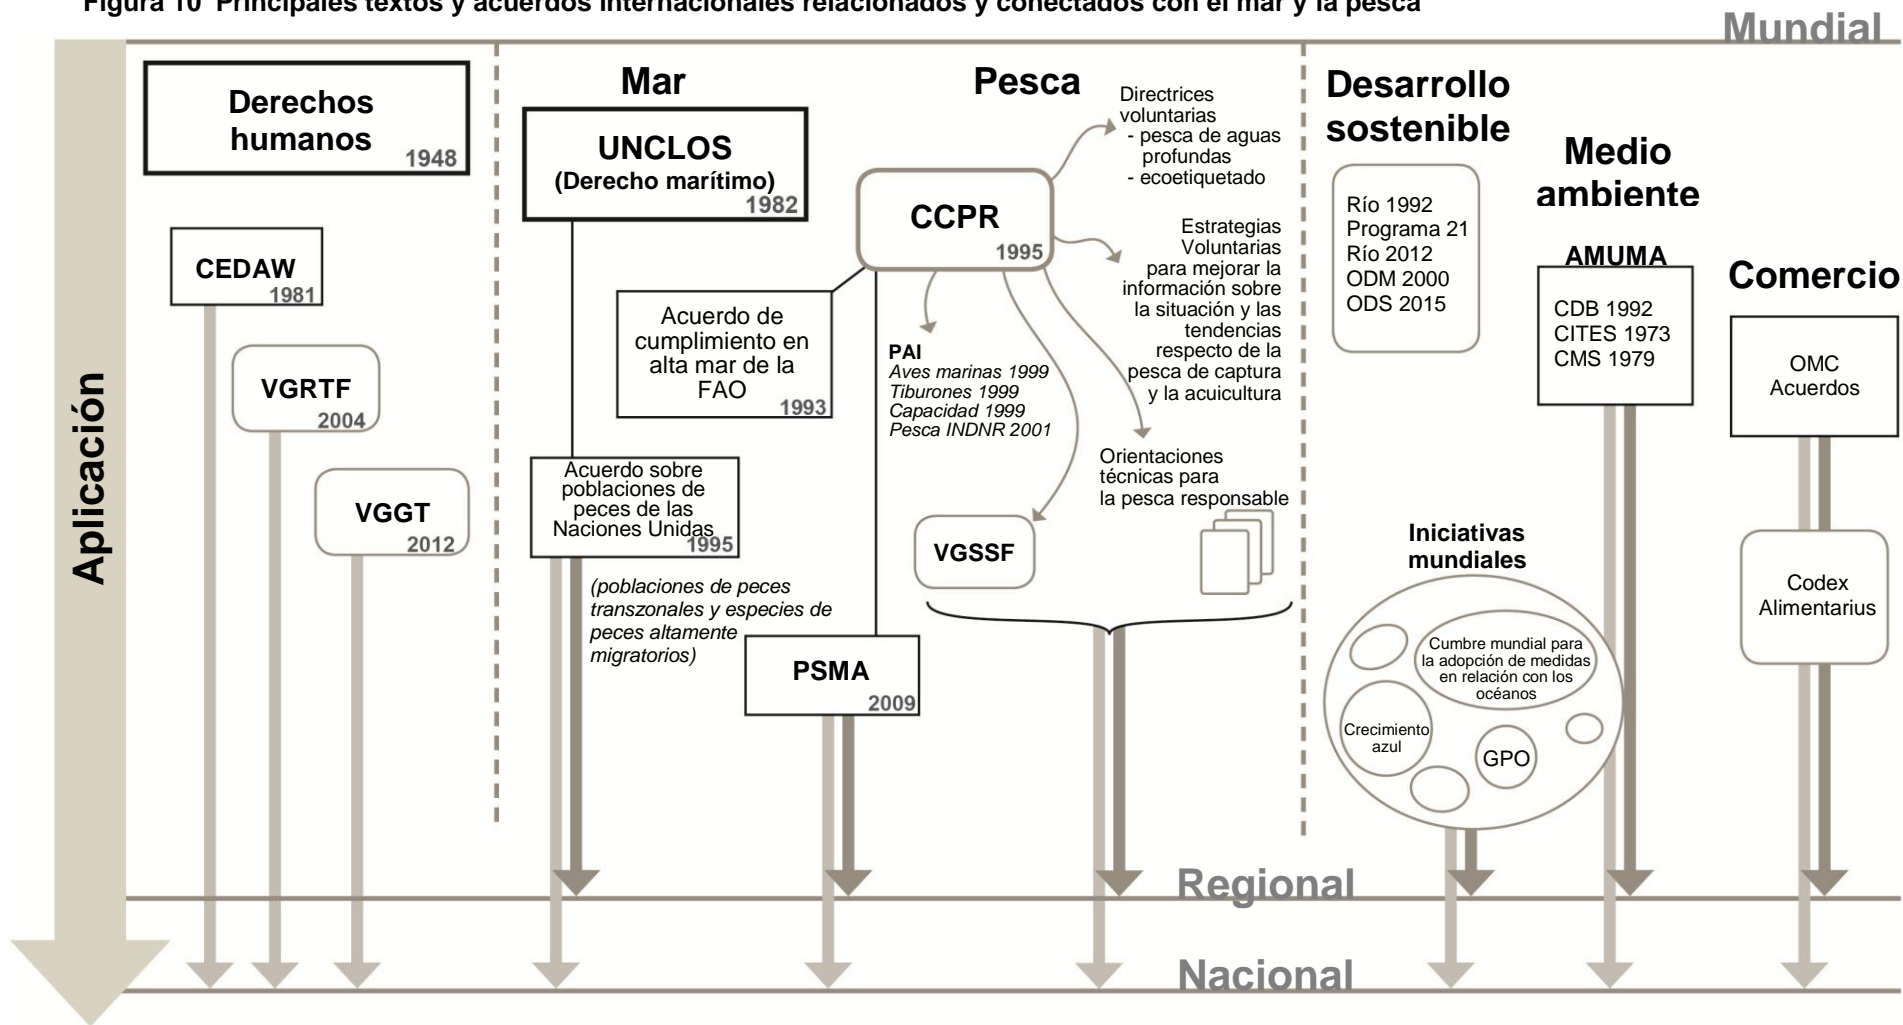 Figura 10 Principales textos y acuerdos internacionales relacionados y conectados con el mar y la pesca
Mundial
Aplicación
Derechos
humanos
1948
CEDAW
1981
VGRTF
2004
VGGT
2012
Mar
UNCLOS
(Derecho marítimo)
1982
Acuerdo de
cumplimiento en
alta mar de la
FAO
1993
Acuerdo sobre
poblaciones de
peces de las
Naciones Unidas
1995
(poblaciones de peces
transzonales y especies de
peces altamente
migratorios)
PSMA
2009
Pesca
CCPR
1995
Directrices
voluntarias
- pesca de aguas
profundas
- ecoetiquetado
Estrategias
Voluntarias
para mejorar la
información sobre
la situación y las
tendencias
respecto de la
pesca de captura
y la acuicultura
PAI
Aves marinas 1999
Tiburones 1999
Capacidad 1999
Pesca INDNR 2001
Orientaciones
técnicas para
la pesca responsable
VGSSF
Desarrollo
sostenible
Río 1992
Programa 21
Río 2012
ODM 2000
ODS 2015
Medio
ambiente
AMUMA
CDB 1992
CITES 1973
CMS 1979
Comercio
OMC
Acuerdos
Codex
Alimentarius
Iniciativas
mundiales
Cumbre mundial para
la adopción de medidas
en relación con los
océanos
Crecimiento
azul
GPO
Regional
Nacional